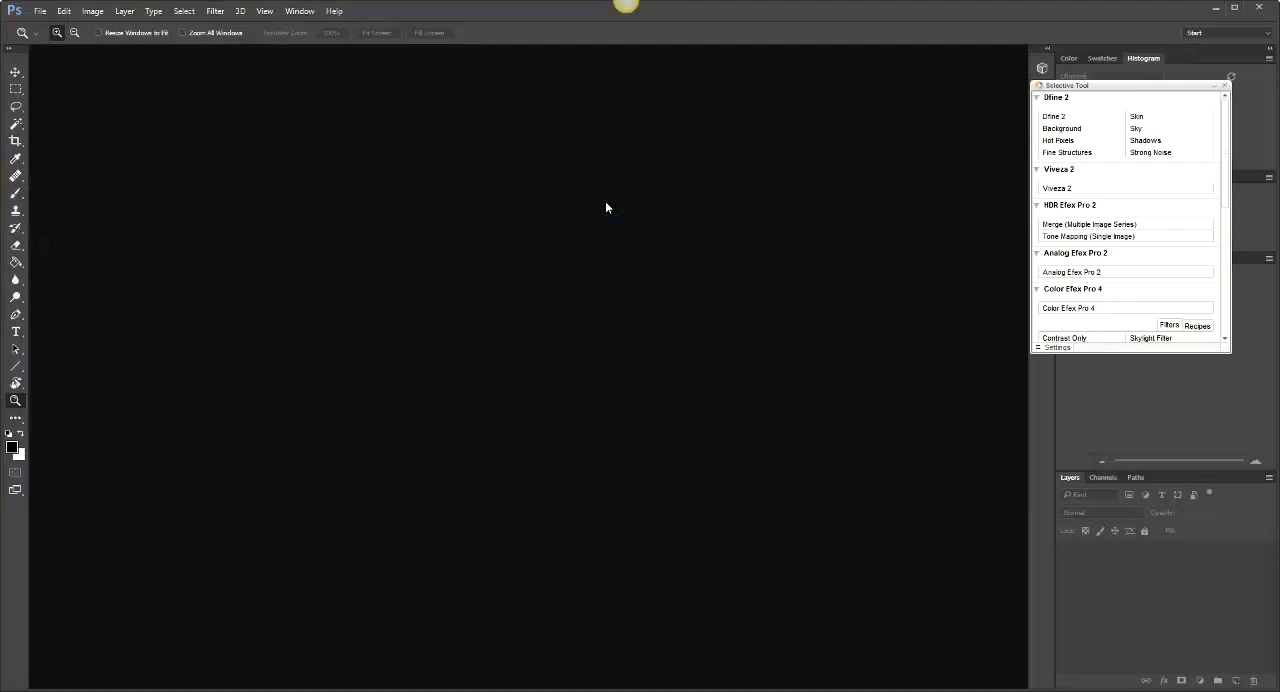 Ps File Edit Image Layer Type Select Filter 3D View Window Help
Resize Windows to Fit Zoom All Windows Scrubby Zoom 100% Fit Screen Fill Screen Start
Color Swatches Histogram
Channel:
Selective Tool
Dfine 2
Dfine 2 Skin
Background Sky
Hot Pixels Shadows
Fine Structures Strong Noise
Viveza 2
Viveza 2
HDR Efex Pro 2
Merge (Multiple Image Series)
Tone Mapping (Single Image)
Analog Efex Pro 2
Analog Efex Pro 2
Color Efex Pro 4
Color Efex Pro 4
Filters Recipes
Contrast Only Skylight Filter
Settings
Layers Channels Paths
Kind
Normal Opacity:
Lock: Fill: